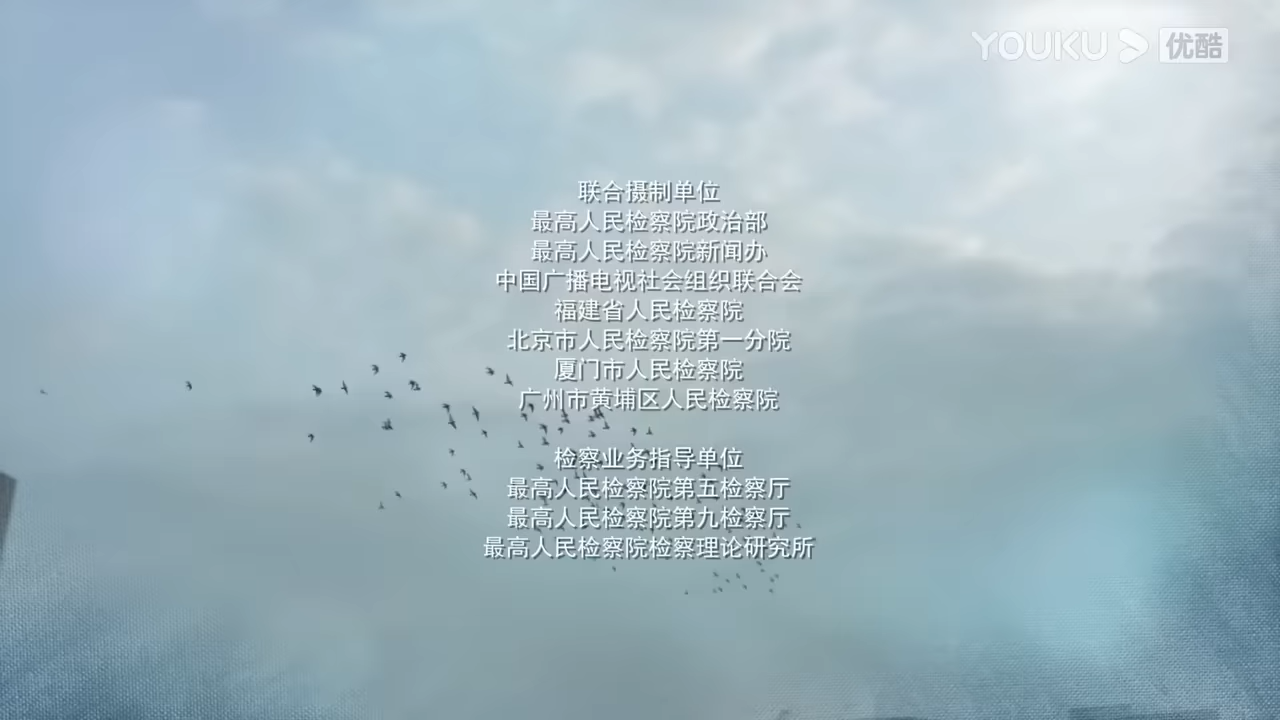 YOUKU 优酷
联合摄制单位
最高人民检察院政治部
最高人民检察院新闻办
中国广播电视社会组织联合会
福建省人民检察院
北京市人民检察院第一分院
厦门市人民检察院
广州市黄埔区人民检察院
检察业务指导单位
最高人民检察院第五检察厅
最高人民检察院第九检察厅
最高人民检察院检察理论研究所